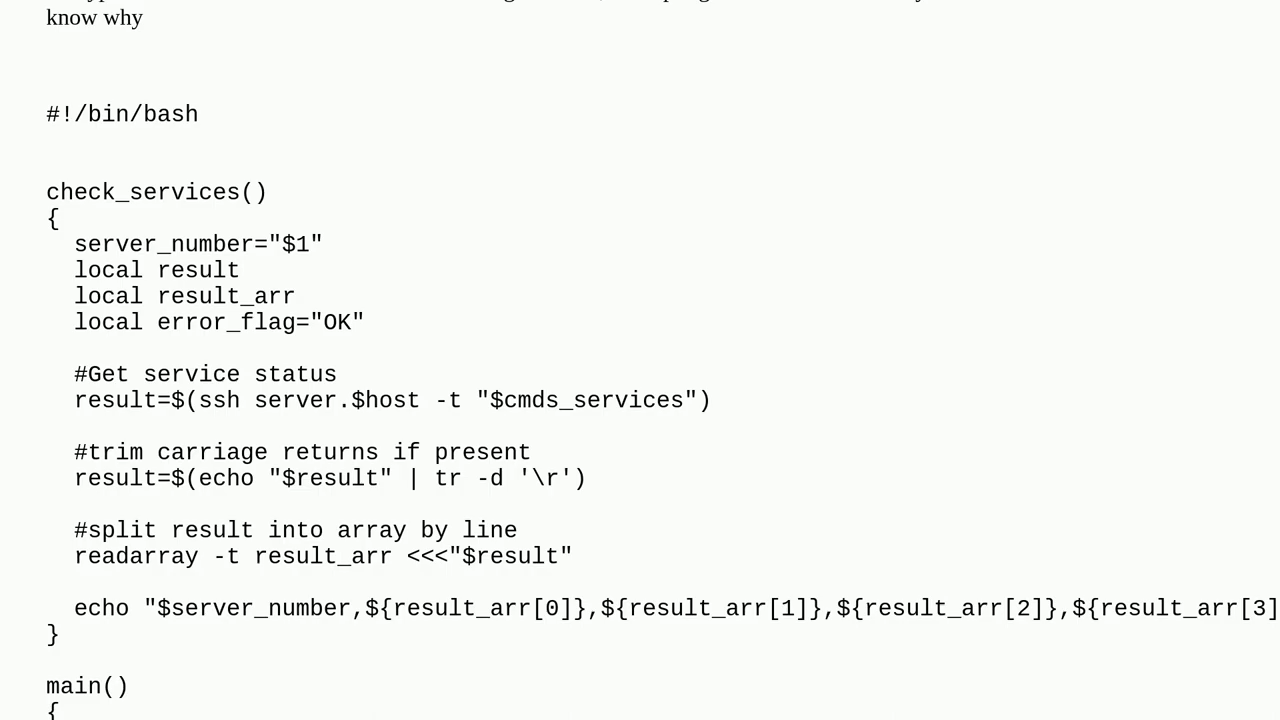 know why
#!/bin/bash
check_services()
{
  server_number="$1"
  local result
  local result_arr
  local error_flag="OK"
  #Get service status
  result=$(ssh server.$host -t "$cmds_services")
  #trim carriage returns if present
  result=$(echo "$result" | tr -d '\r')
  #split result into array by line
  readarray -t result_arr <<<"$result"
  echo "$server_number,${result_arr[0]},${result_arr[1]},${result_arr[2]},${result_arr[3]
}
main()
{